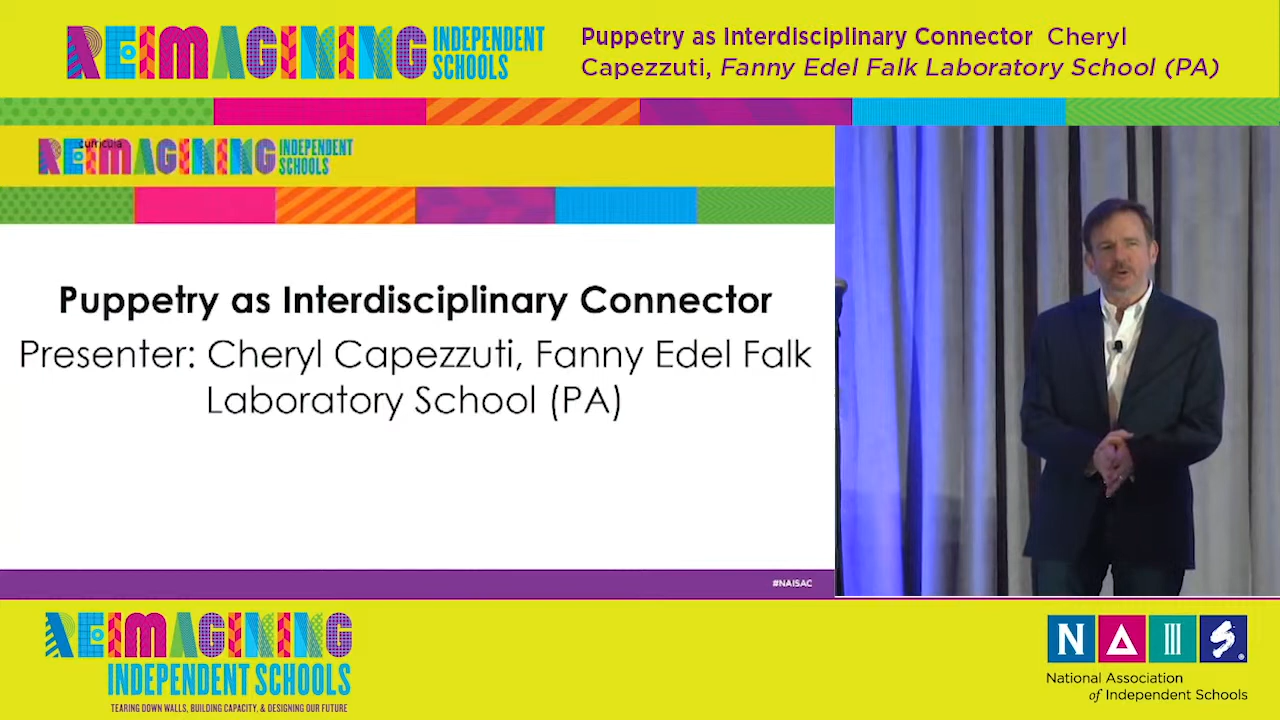 REIMAGINING INDEPENDENT
SCHOOLS
Puppetry as Interdisciplinary Connector Cheryl
Capezzuti, Fanny Edel Falk Laboratory School (PA)
curricula
REIMAGINING INDEPENDENT
SCHOOLS
Puppetry as Interdisciplinary Connector
Presenter: Cheryl Capezzuti, Fanny Edel Falk
Laboratory School (PA)
#NAISAC
REIMAGINING
INDEPENDENT SCHOOLS
TEARING DOWN WALLS, BUILDING CAPACITY, & DESIGNING OUR FUTURE
NAIS
National Association
of Independent Schools